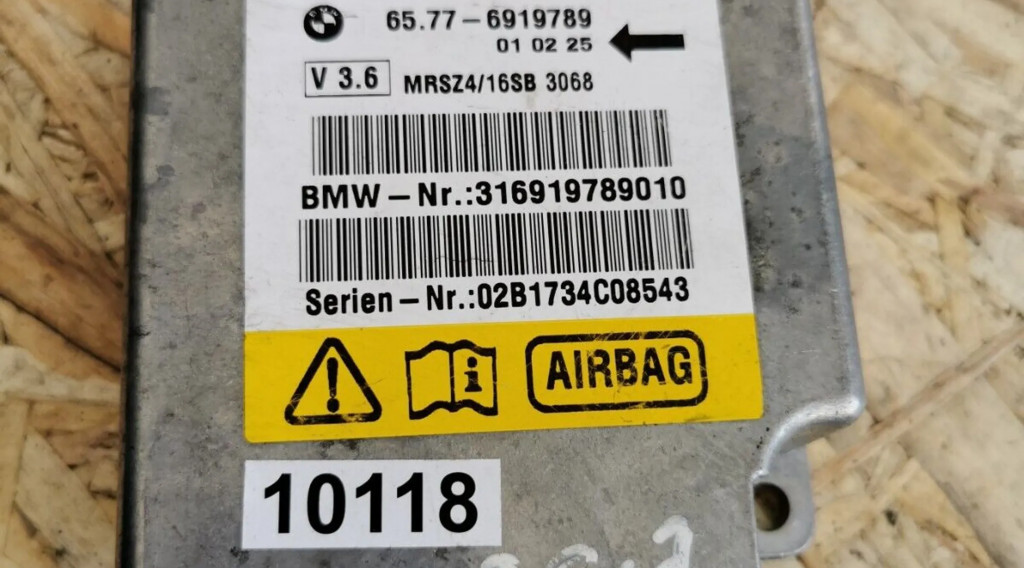 65.77-6919789
01 02 25
V 3.6 MRSZ4/16SB 3068
BMW-Nr.:316919789010
Serien-Nr.:02B1734C08543
AIRBAG
10118